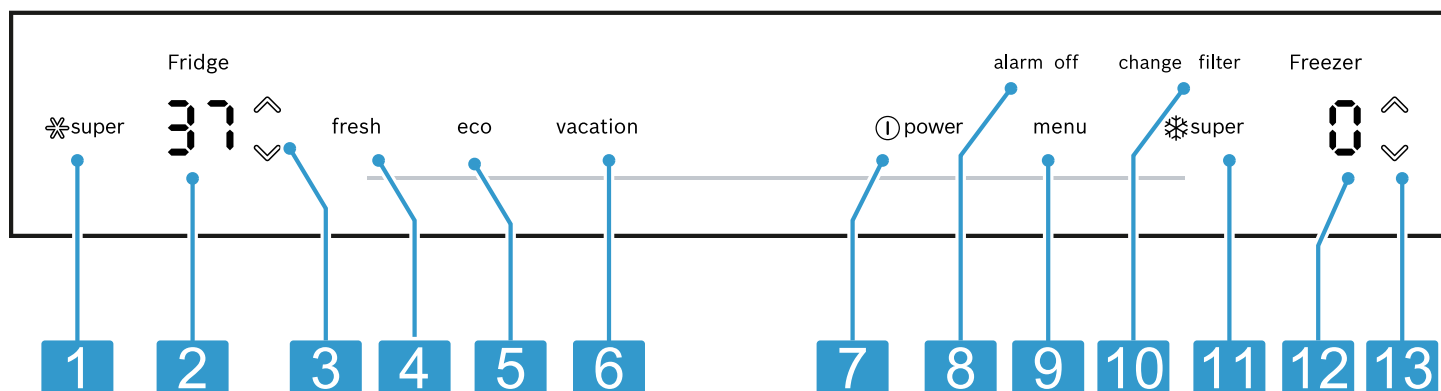 Fridge
alarm off
change filter
Freezer
super
37
fresh
eco
vacation
power
menu
super
0
1 2 3 4 5 6 7 8 9 10 11 12 13